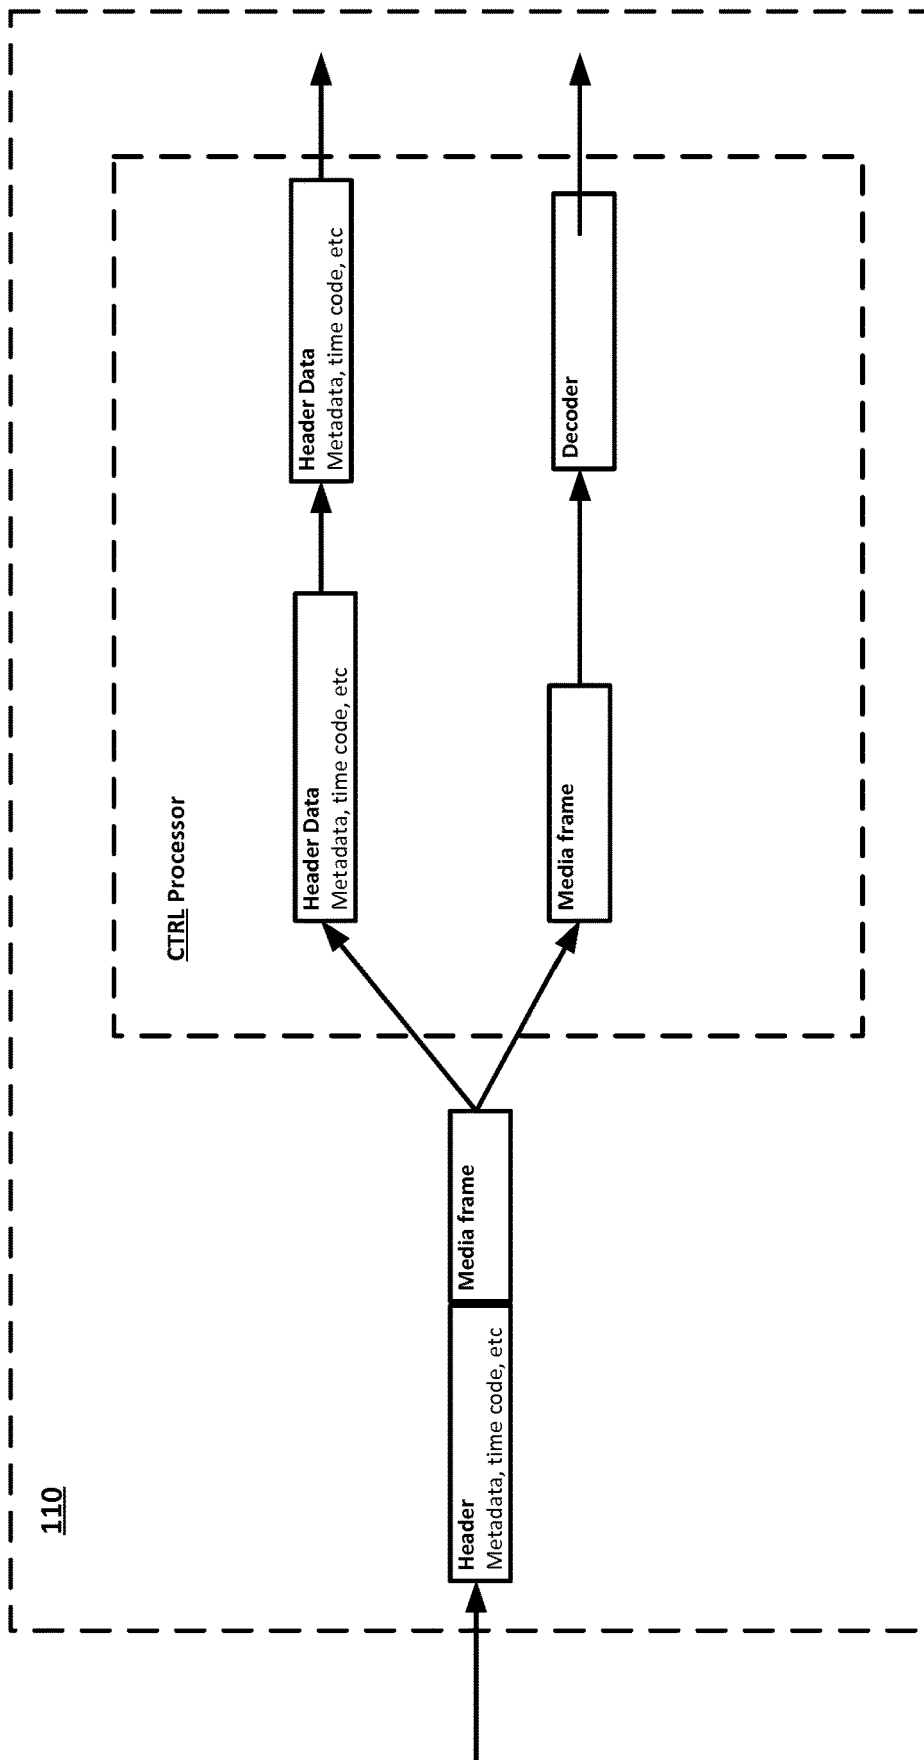 110
CTRL Processor
Header
Metadata, time code, etc
Media frame
Header Data
Metadata, time code, etc
Header Data
Metadata, time code, etc
Media frame
Decoder